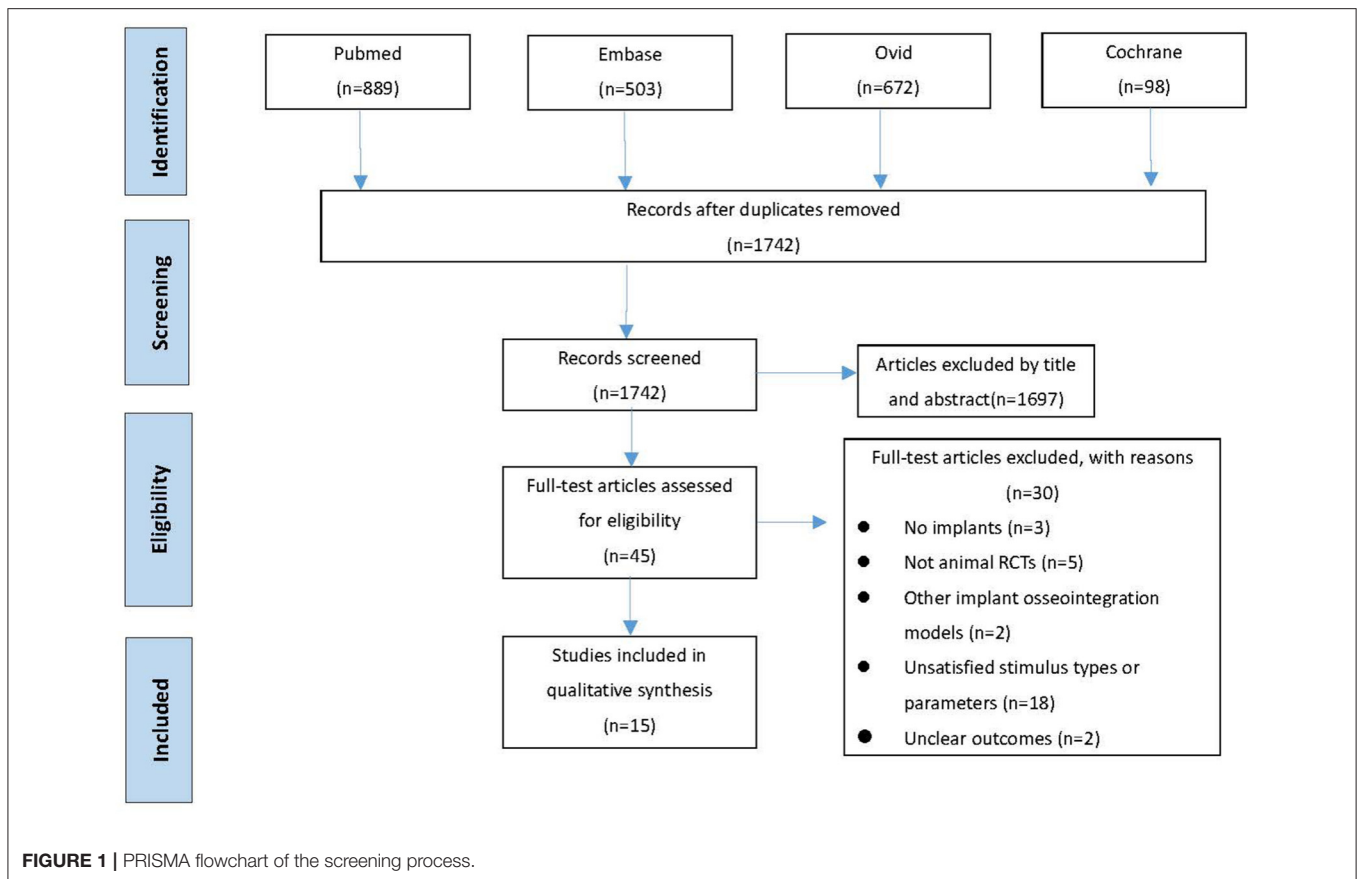 Identification
Pubmed
(n=889)
Embase
(n=503)
Ovid
(n=672)
Cochrane
(n=98)
Records after duplicates removed
(n=1742)
Screening
Records screened
(n=1742)
Articles excluded by title
and abstract(n=1697)
Eligibility
Full-test articles assessed
for eligibility
(n=45)
Full-test articles excluded, with reasons
(n=30)
● No implants (n=3)
● Not animal RCTs (n=5)
● Other implant osseointegration
models (n=2)
● Unsatisfied stimulus types or
parameters (n=18)
● Unclear outcomes (n=2)
Included
Studies included in
qualitative synthesis
(n=15)
FIGURE 1 | PRISMA flowchart of the screening process.